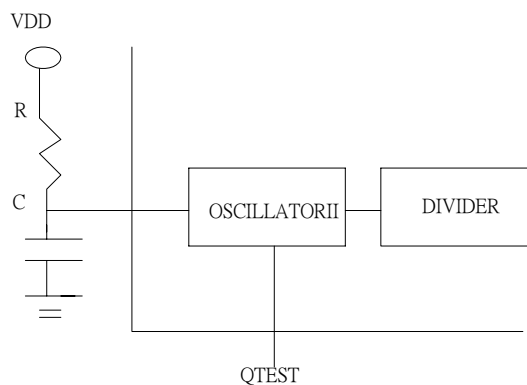 VDD
R
C
OSCILLATORII
DIVIDER
QTEST